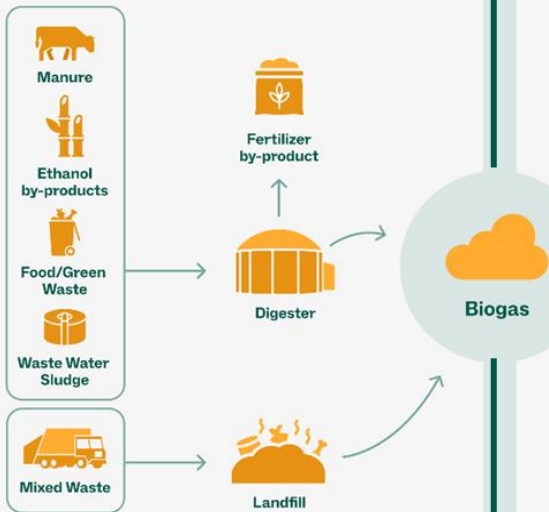 Manure
Ethanol
by-products
Food/Green
Waste
Waste Water
Sludge
Mixed Waste
Fertilizer
by-product
Digester
Landfill
Biogas